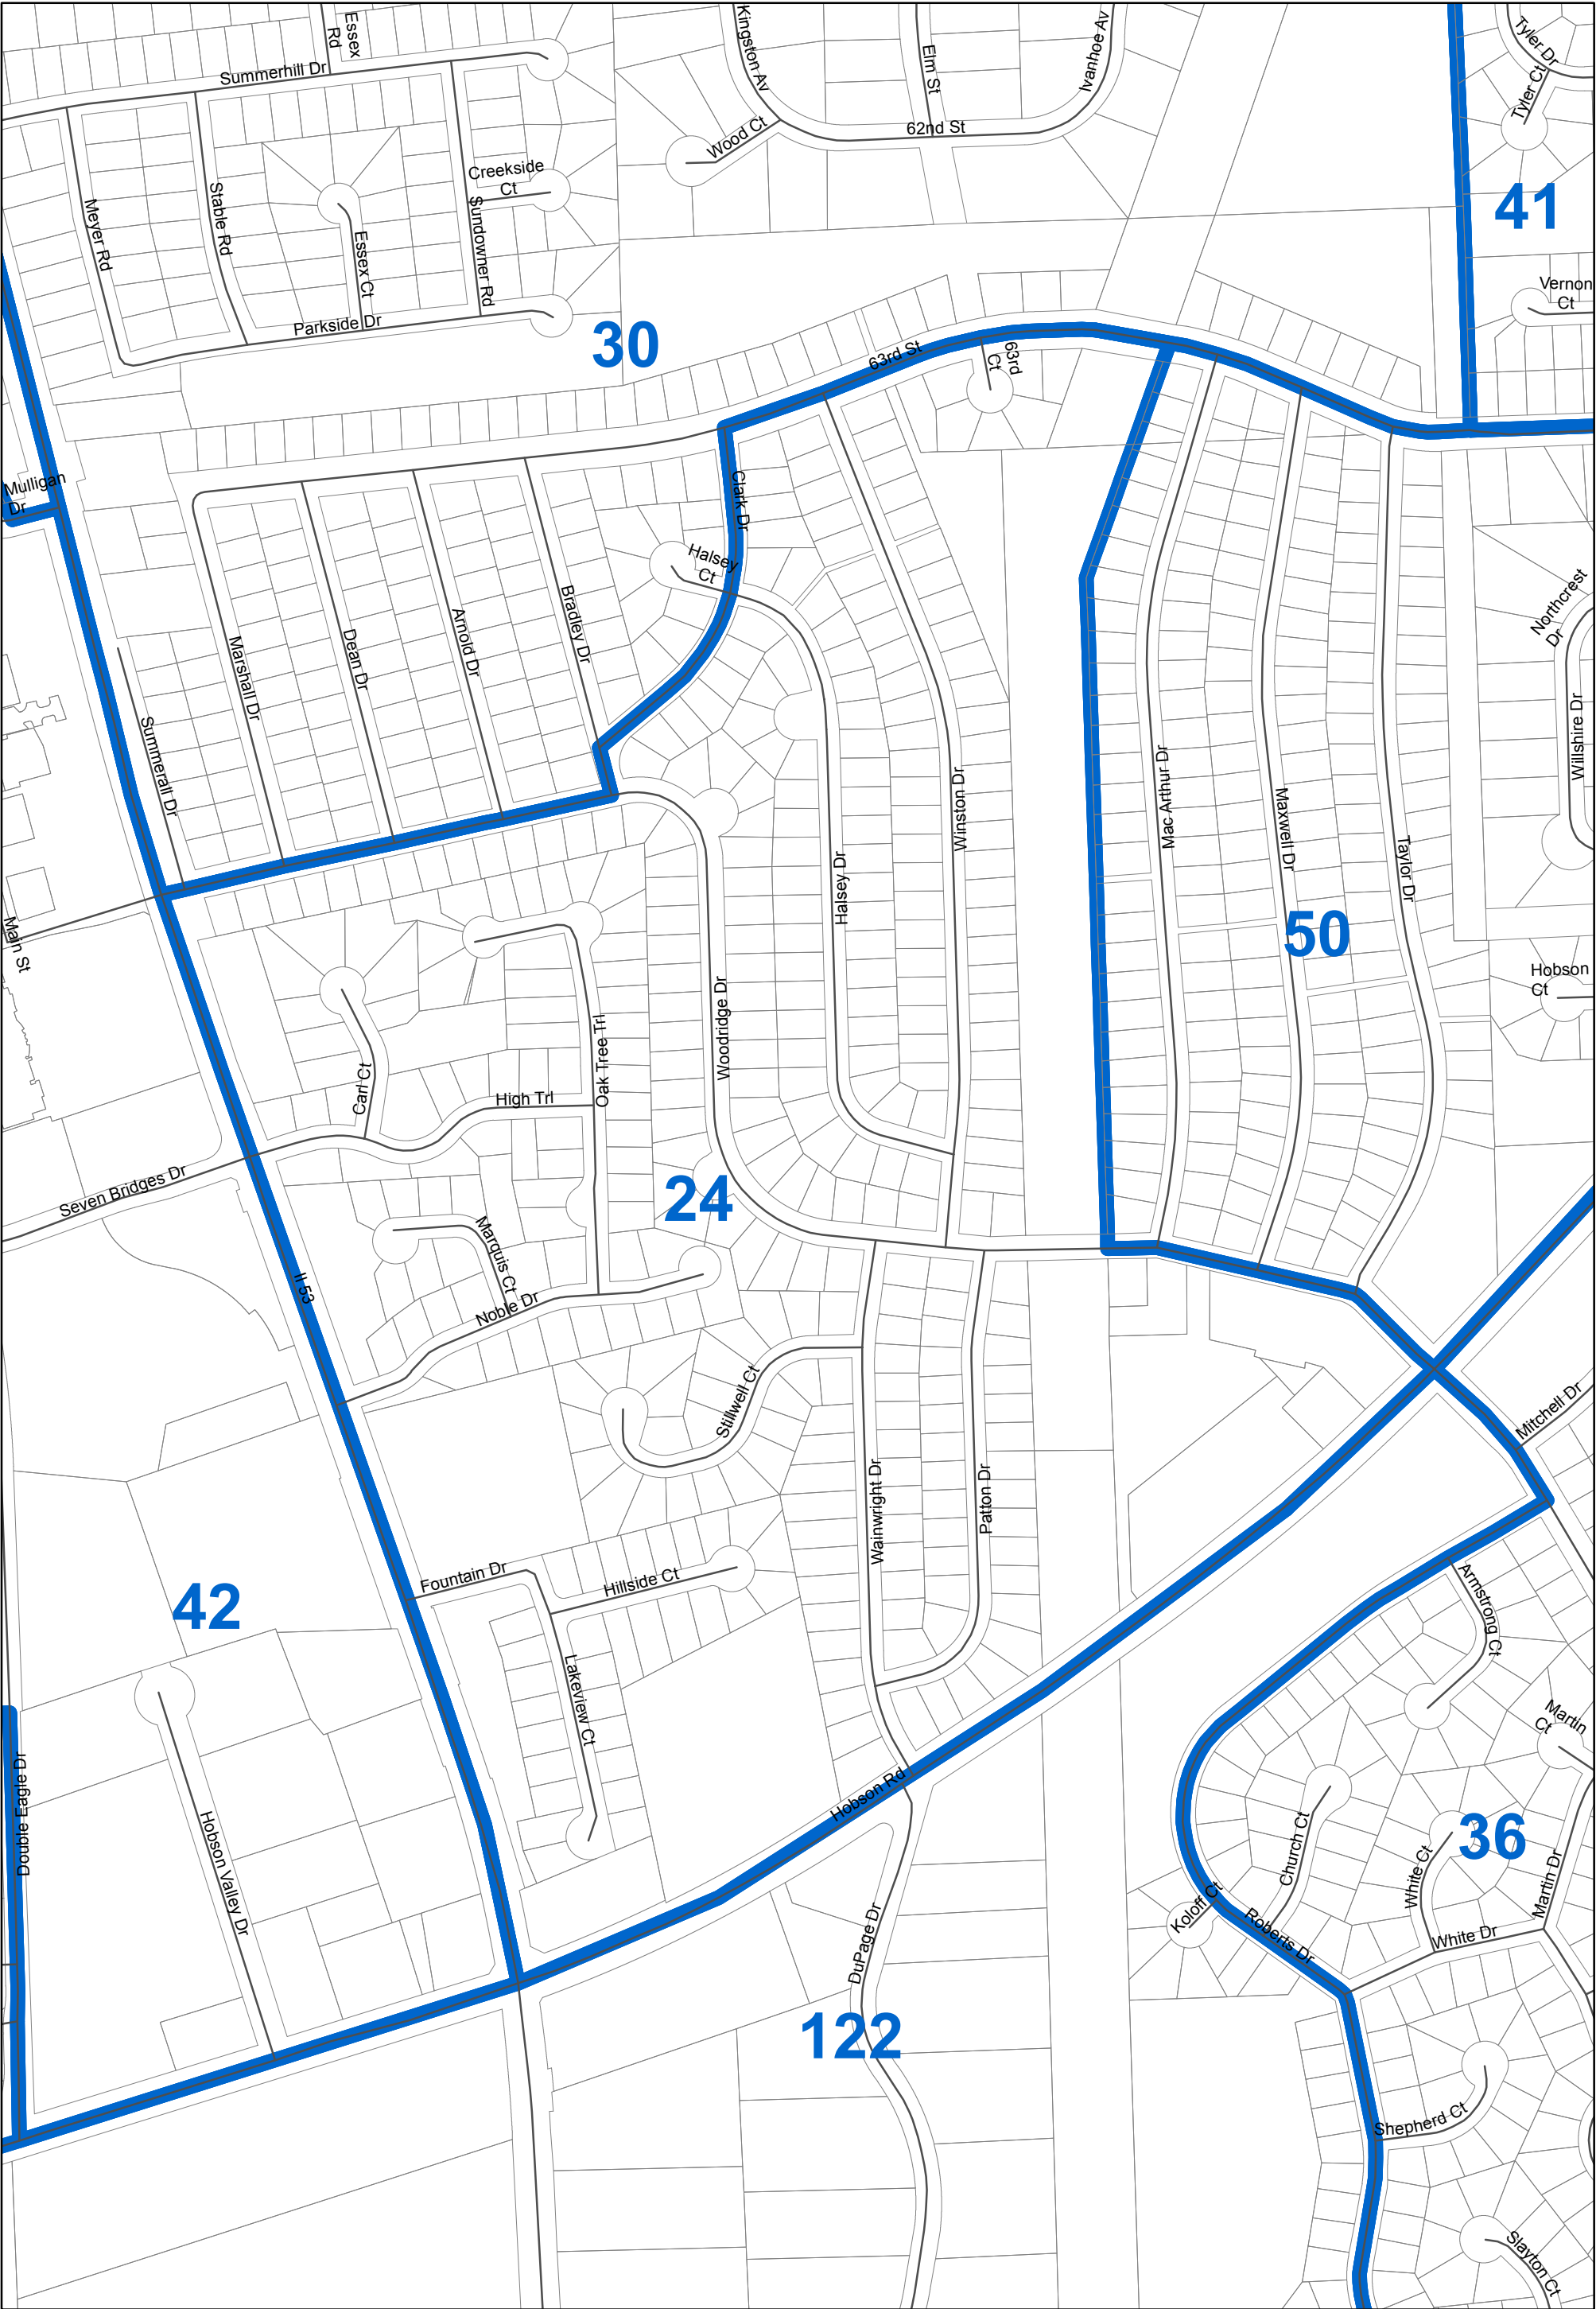 Essex
Rd
Summerhill Dr
Kingston Av
Elm St
Ivanhoe Av
Tyler Dr
Tyler Ct
Wood Ct
62nd St
Creekside
Ct
Meyer Rd
Stable Rd
Essex Ct
Sundowner Rd
41
Vernon
Ct
Parkside Dr
30
63rd St
63rd
Ct
Mulligan
Dr
Clark Dr
Halsey
Ct
Bradley Dr
Arnold Dr
Dean Dr
Marshall Dr
Summerall Dr
Northcrest
Dr
Willshire Dr
Mac Arthur Dr
Maxwell Dr
Taylor Dr
Winston Dr
Halsey Dr
50
Main St
Hobson
Ct
Woodridge Dr
Oak Tree Trl
Carl Ct
High Trl
Seven Bridges Dr
24
Marquis Ct
Il 53
Noble Dr
Stillwell Ct
Mitchell Dr
Wainwright Dr
Patton Dr
Fountain Dr
Hillside Ct
42
Armstrong Ct
Lakeview Ct
Martin
Ct
Double Eagle Dr
Hobson Rd
Hobson Valley Dr
Church Ct
36
White Ct
Martin Dr
Koloff Ct
Roberts Dr
White Dr
DuPage Dr
122
Shepherd Ct
Slayton Ct